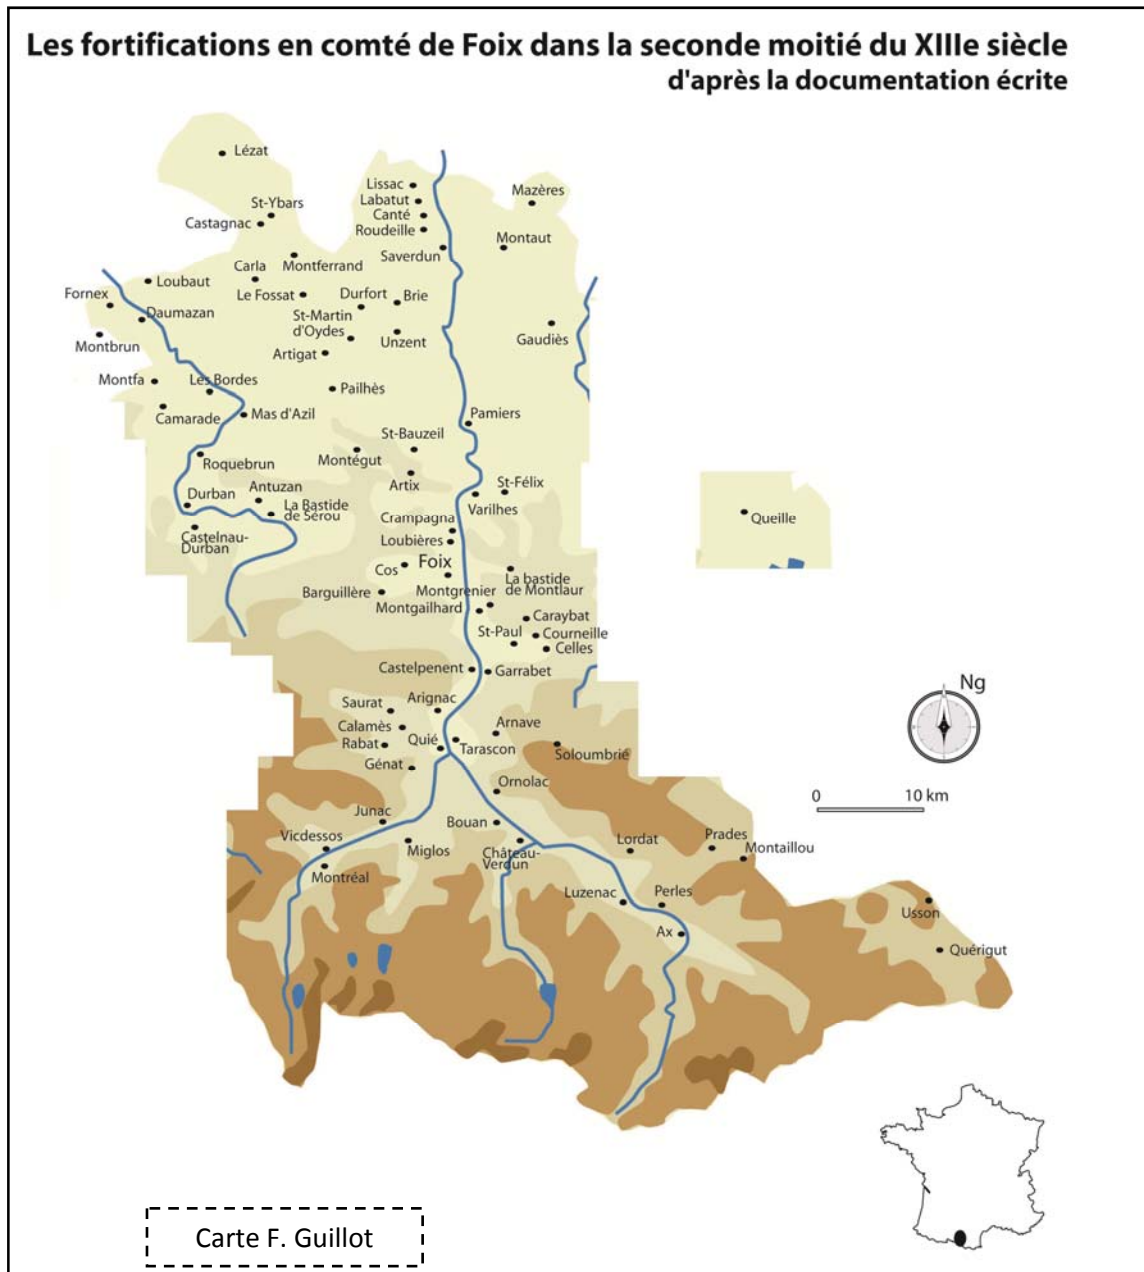 Les fortifications en comté de Foix dans la seconde moitié du XIIIe siècle
d'après la documentation écrite
Lézat
Lissac
Labatut
Canté
Roudeille
Mazères
St-Ybars
Castagnac
Saverdun
Montaut
Montferrand
Carla
Loubaut
Le Fossat
Durfort
Brie
Fornex
Daumazan
St-Martin
d'Oydes
Unzent
Gaudiès
Montbrun
Artigat
Montfa
Les Bordes
Pailhès
Camarade
Mas d'Azil
Pamiers
St-Bauzeil
Montégut
Roquebrun
Artix
St-Félix
Durban
Antuzan
Varilhes
La Bastide
de Sérou
Queille
Crampagna
Castelnau-
Durban
Loubières
Foix
Cos
La bastide
de Montlaur
Barguillère
Montgrenier
Montgailhard
Caraybat
St-Paul
Courneille
Celles
Castelpenent
Garrabet
Ng
Saurat
Arignac
Calamès
Arnave
Rabat
Quié
Tarascon
Soloumbrié
Génat
Ornolac
0
10 km
Junac
Bouan
Vicdessos
Miglos
Château-
Verdun
Lordat
Prades
Montaillou
Montréal
Luzenac
Perles
Usson
Ax
Quérigut
Carte F. Guillot